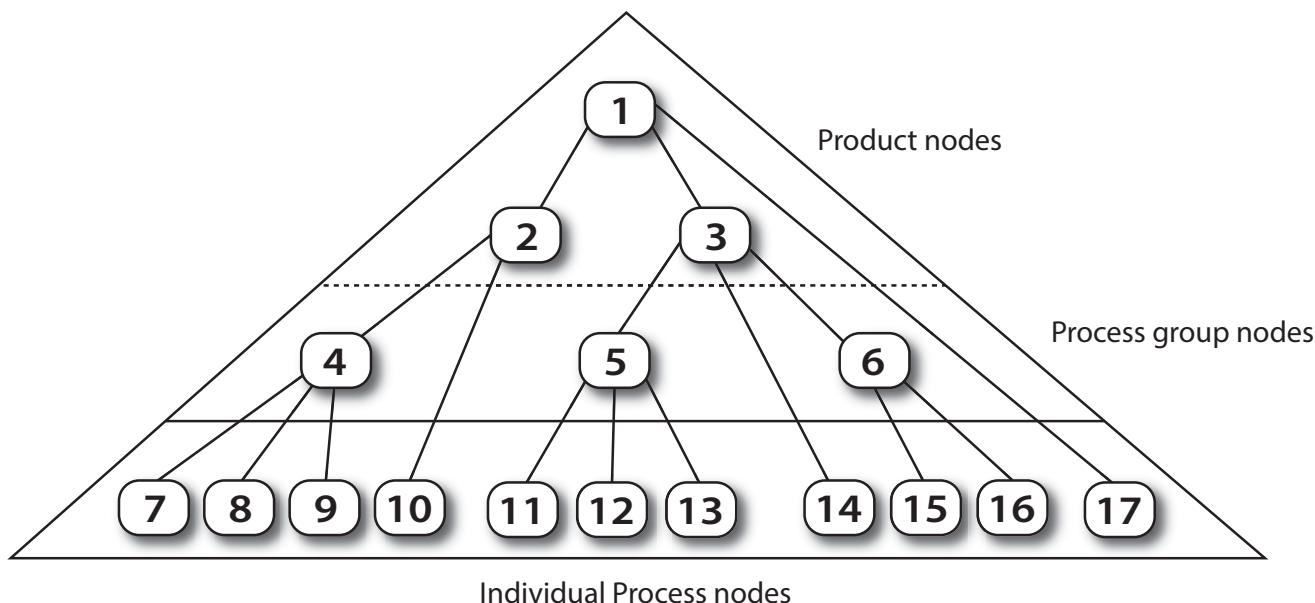 1
Product nodes
2 3
Process group nodes
4 5 6
7 8 9 10 11 12 13 14 15 16 17
Individual Process nodes